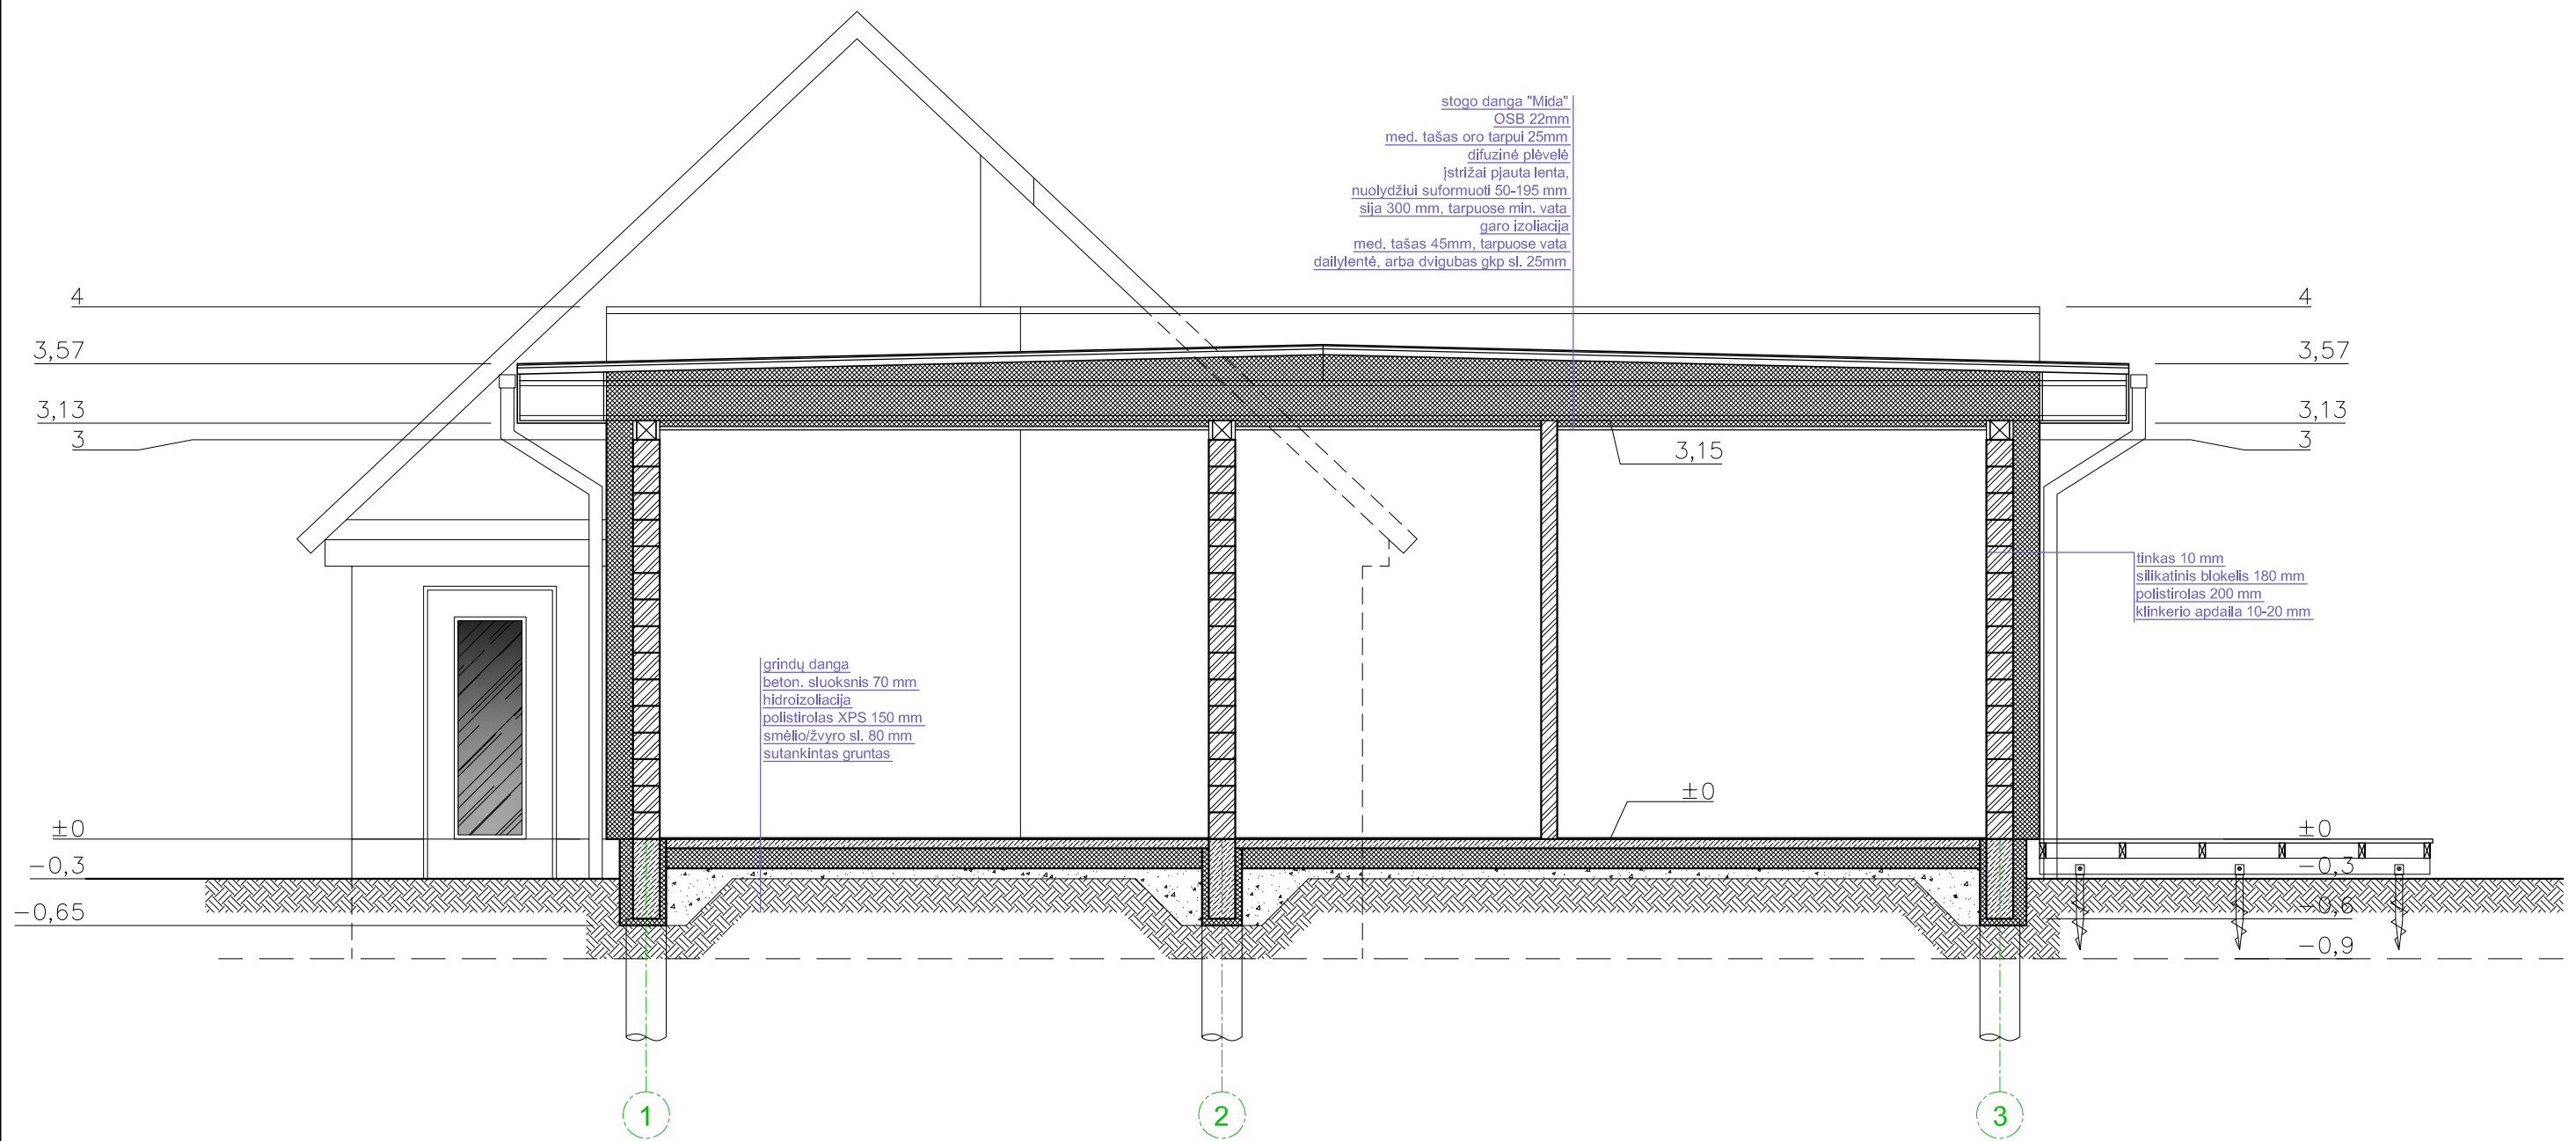 stogo danga "Mida"
OSB 22mm
med. tašas oro tarpui 25mm
difuzinė plėvelė
įstrižai pjauta lenta,
nuolydžiui suformuoti 50-195 mm
sija 300 mm, tarpuose min. vata
garo izoliacija
med. tašas 45mm, tarpuose vata
dailylentė, arba dvigubas gkp sl. 25mm
4
3,57
3,13
3
4
3,57
3,13
3
3,15
tinkas 10 mm
silikatinis blokelis 180 mm
polistirolas 200 mm
klinkerio apdaila 10-20 mm
grindų danga
beton. sluoksnis 70 mm
hidroizoliacija
polistirolas XPS 150 mm
smėlio/žvyro sl. 80 mm
sutankintas gruntas
±0
±0
-0,3
-0,65
±0
-0,3
-0,6
-0,9
1
2
3